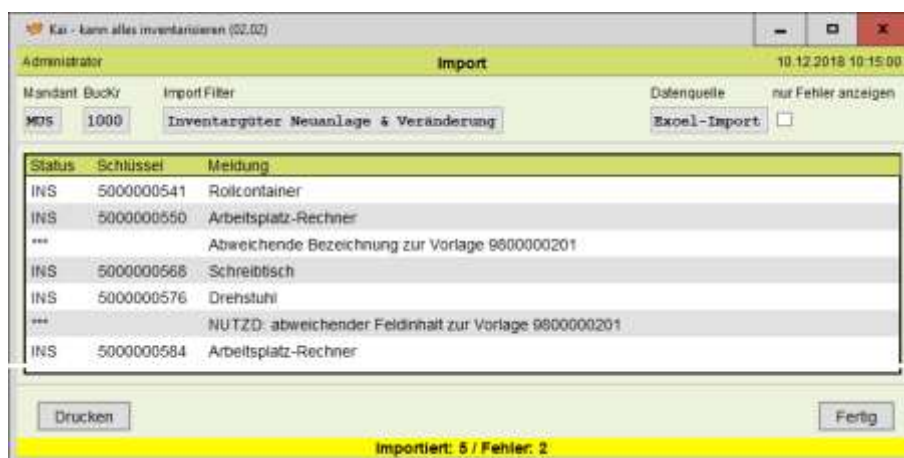 Kai - kann alles inventarisieren (02.02)
Administrator Import 10.12.2018 10:15:00
Mandant BucKr Import Filter Datenquelle nur Fehler anzeigen
MUS 1000 Inventargüter Neuanlage & Veränderung Excel-Import
Status Schlüssel Meldung
INS 5000000541 Rollcontainer
INS 5000000550 Arbeitsplatz-Rechner
*** Abweichende Bezeichnung zur Vorlage 9800000201
INS 5000000568 Schreibtisch
INS 5000000576 Drehstuhl
*** NUTZD: abweichender Feldinhalt zur Vorlage 9800000201
INS 5000000584 Arbeitsplatz-Rechner
Drucken Fertig
Importiert: 5 / Fehler: 2